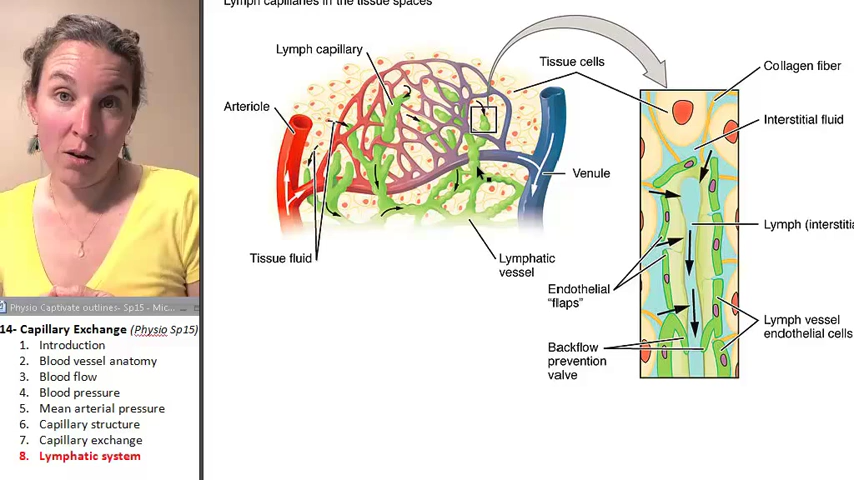 Lymph capillaries in the tissue spaces
Lymph capillary
Tissue cells
Collagen fiber
Arteriole
Interstitial fluid
Venule
Lymph (interstitia
Tissue fluid
Lymphatic
vessel
Endothelial
"flaps"
Lymph vessel
endothelial cells
Backflow
prevention
valve
Physio Captivate outlines- Sp15 - Mic...
14- Capillary Exchange (Physio Sp15)
1. Introduction
2. Blood vessel anatomy
3. Blood flow
4. Blood pressure
5. Mean arterial pressure
6. Capillary structure
7. Capillary exchange
8. Lymphatic system